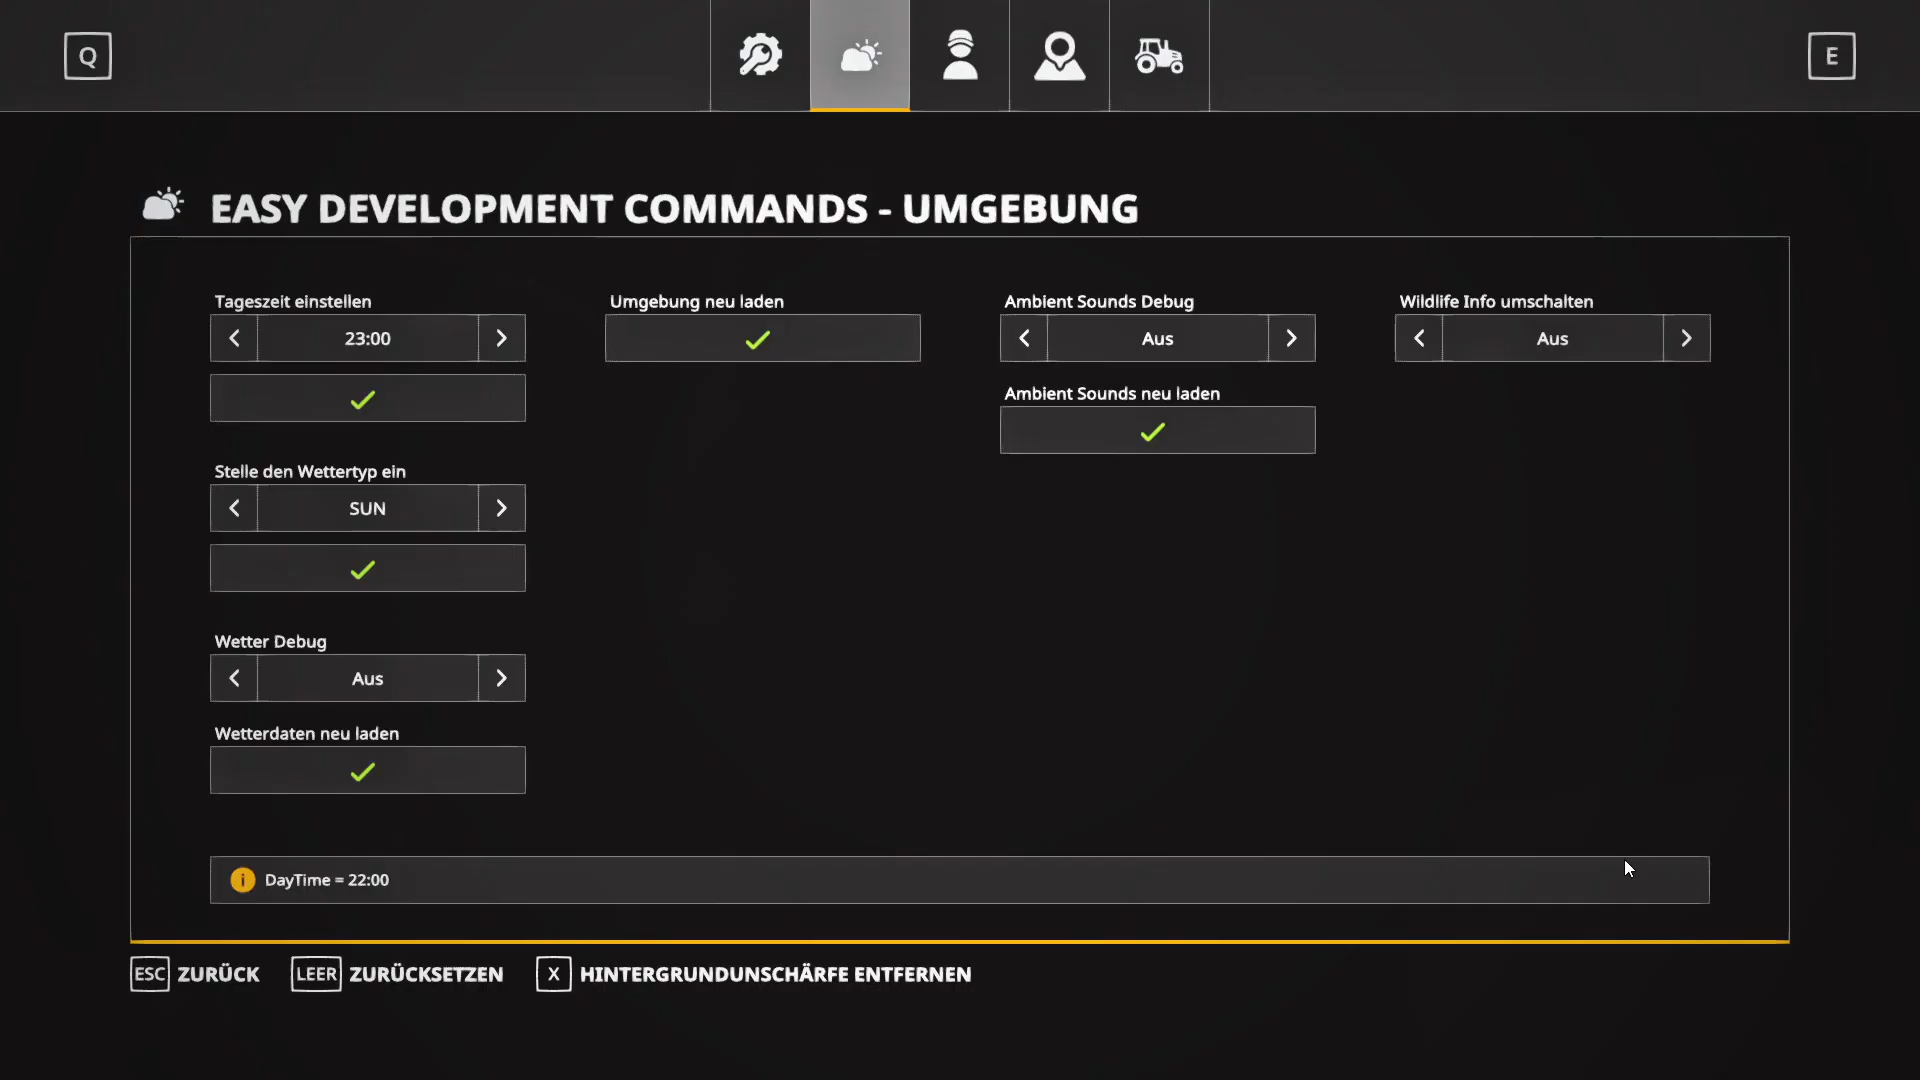 Q
E
EASY DEVELOPMENT COMMANDS - UMGEBUNG
Tageszeit einstellen
23:00
Stelle den Wettertyp ein
SUN
Wetter Debug
Aus
Wetterdaten neu laden
Umgebung neu laden
Ambient Sounds Debug
Aus
Ambient Sounds neu laden
Wildlife Info umschalten
Aus
DayTime = 22:00
ESC ZURÜCK LEER ZURÜCKSETZEN X HINTERGRUNDUNSCHÄRFE ENTFERNEN